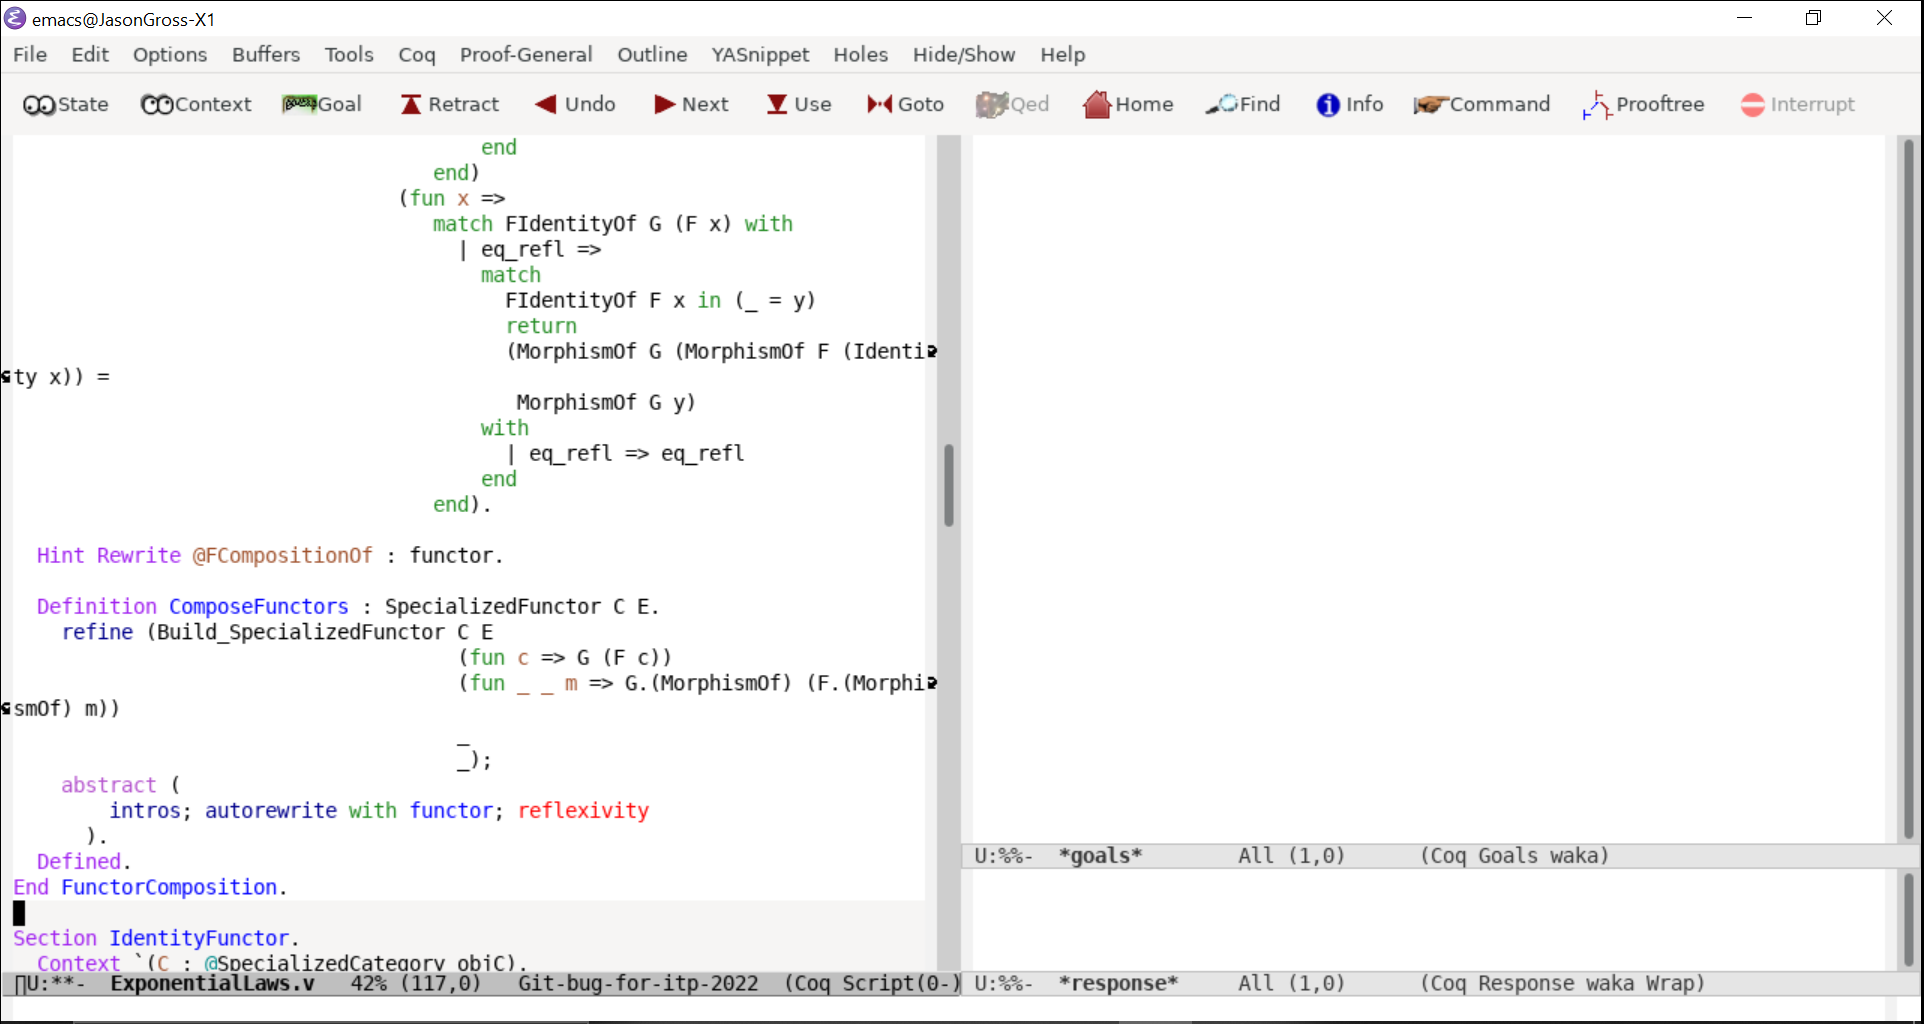 emacs@JasonGross-X1
File Edit Options Buffers Tools Coq Proof-General Outline YASnippet Holes Hide/Show Help
State Context Goal Retract Undo Next Use Goto Qed Home Find Info Command Prooftree Interrupt
end
end)
(fun x =>
match FIdentityOf G (F x) with
| eq_refl =>
match
FIdentityOf F x in (_ = y)
return
(MorphismOf G (MorphismOf F (Identi
ty x)) =
MorphismOf G y)
with
| eq_refl => eq_refl
end
end).
Hint Rewrite @FCompositionOf : functor.
Definition ComposeFunctors : SpecializedFunctor C E.
refine (Build_SpecializedFunctor C E
(fun c => G (F c))
(fun _ _ m => G.(MorphismOf) (F.(Morphi
smOf) m))
_
_);
abstract (
intros; autorewrite with functor; reflexivity
).
Defined.
End FunctorComposition.
Section IdentityFunctor.
Context `(C : @SpecializedCategory objC).
U:**- ExponentialLaws.v 42% (117,0) Git-bug-for-itp-2022 (Coq Script(0-)
U:%%- *goals* All (1,0) (Coq Goals waka)
U:%%- *response* All (1,0) (Coq Response waka Wrap)